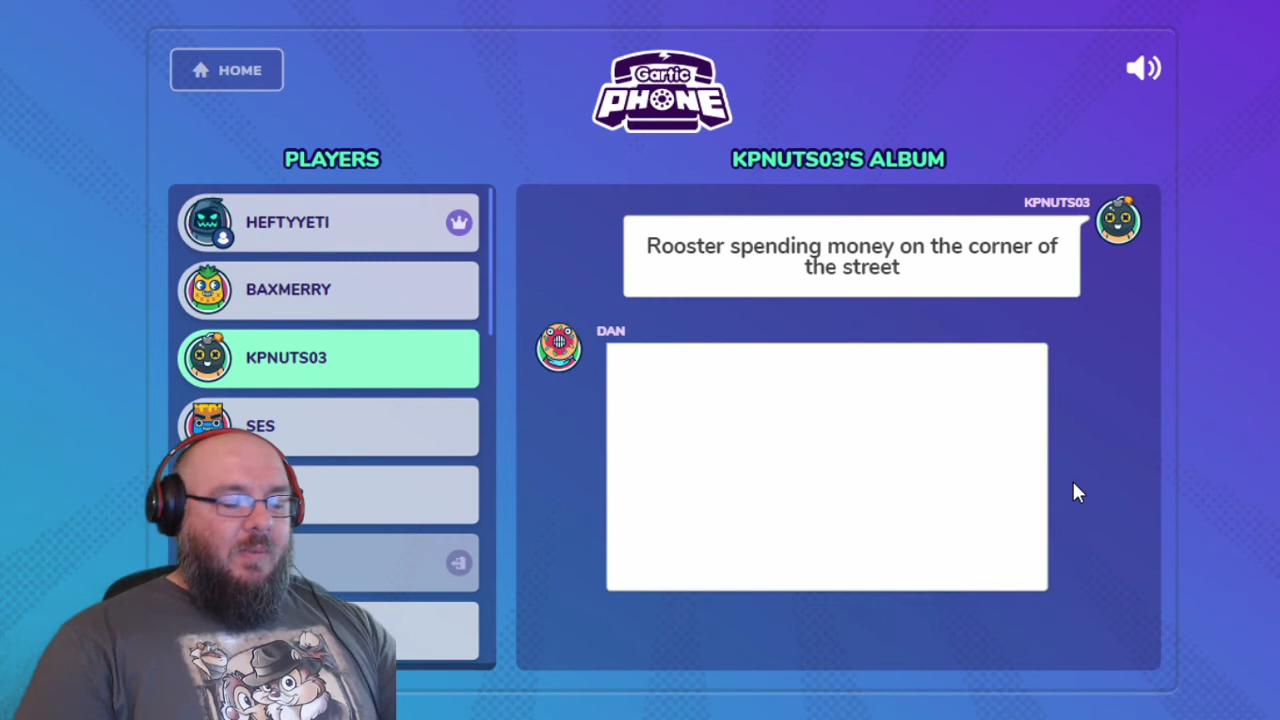 HOME
Gartic
PHONE
PLAYERS
KPNUTS03'S ALBUM
HEFTYYETI
BAXMERRY
KPNUTS03
SES
KPNUTS03
Rooster spending money on the corner of
the street
DAN